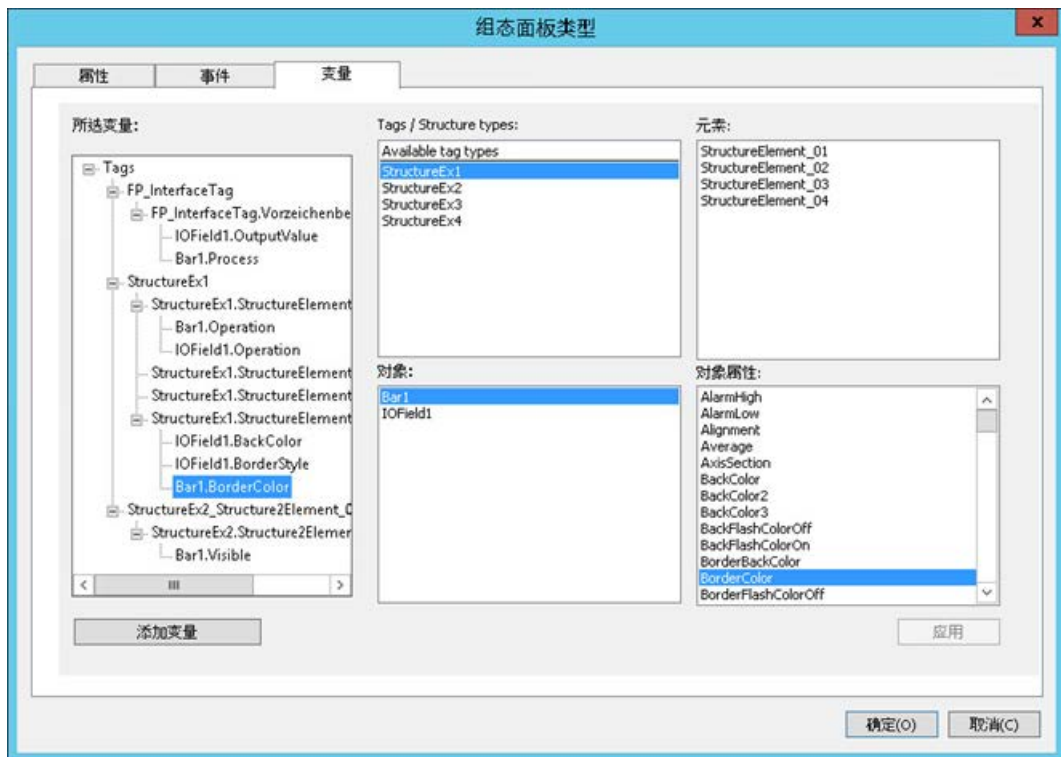 组态面板类型
x
属性
事件
变量
所选变量:
Tags
FP_InterfaceTag
FP_InterfaceTag.Vorzeichenbe
IOField1.OutputValue
Bar1.Process
StructureEx1
StructureEx1.StructureElement
Bar1.Operation
IOField1.Operation
StructureEx1.StructureElement
StructureEx1.StructureElement
StructureEx1.StructureElement
IOField1.BackColor
IOField1.BorderStyle
Bar1.BorderColor
StructureEx2_Structure2Element_0
StructureEx2.Structure2Elemer
Bar1.Visible
添加变量
Tags / Structure types:
Available tag types
StructureEx1
StructureEx2
StructureEx3
StructureEx4
元素:
StructureElement_01
StructureElement_02
StructureElement_03
StructureElement_04
对象:
Bar1
IOField1
对象属性:
AlarmHigh
AlarmLow
Alignment
Average
AxisSection
BackColor
BackColor2
BackColor3
BackFlashColorOff
BackFlashColorOn
BorderBackColor
BorderColor
BorderFlashColorOff
应用
确定(O)
取消(C)